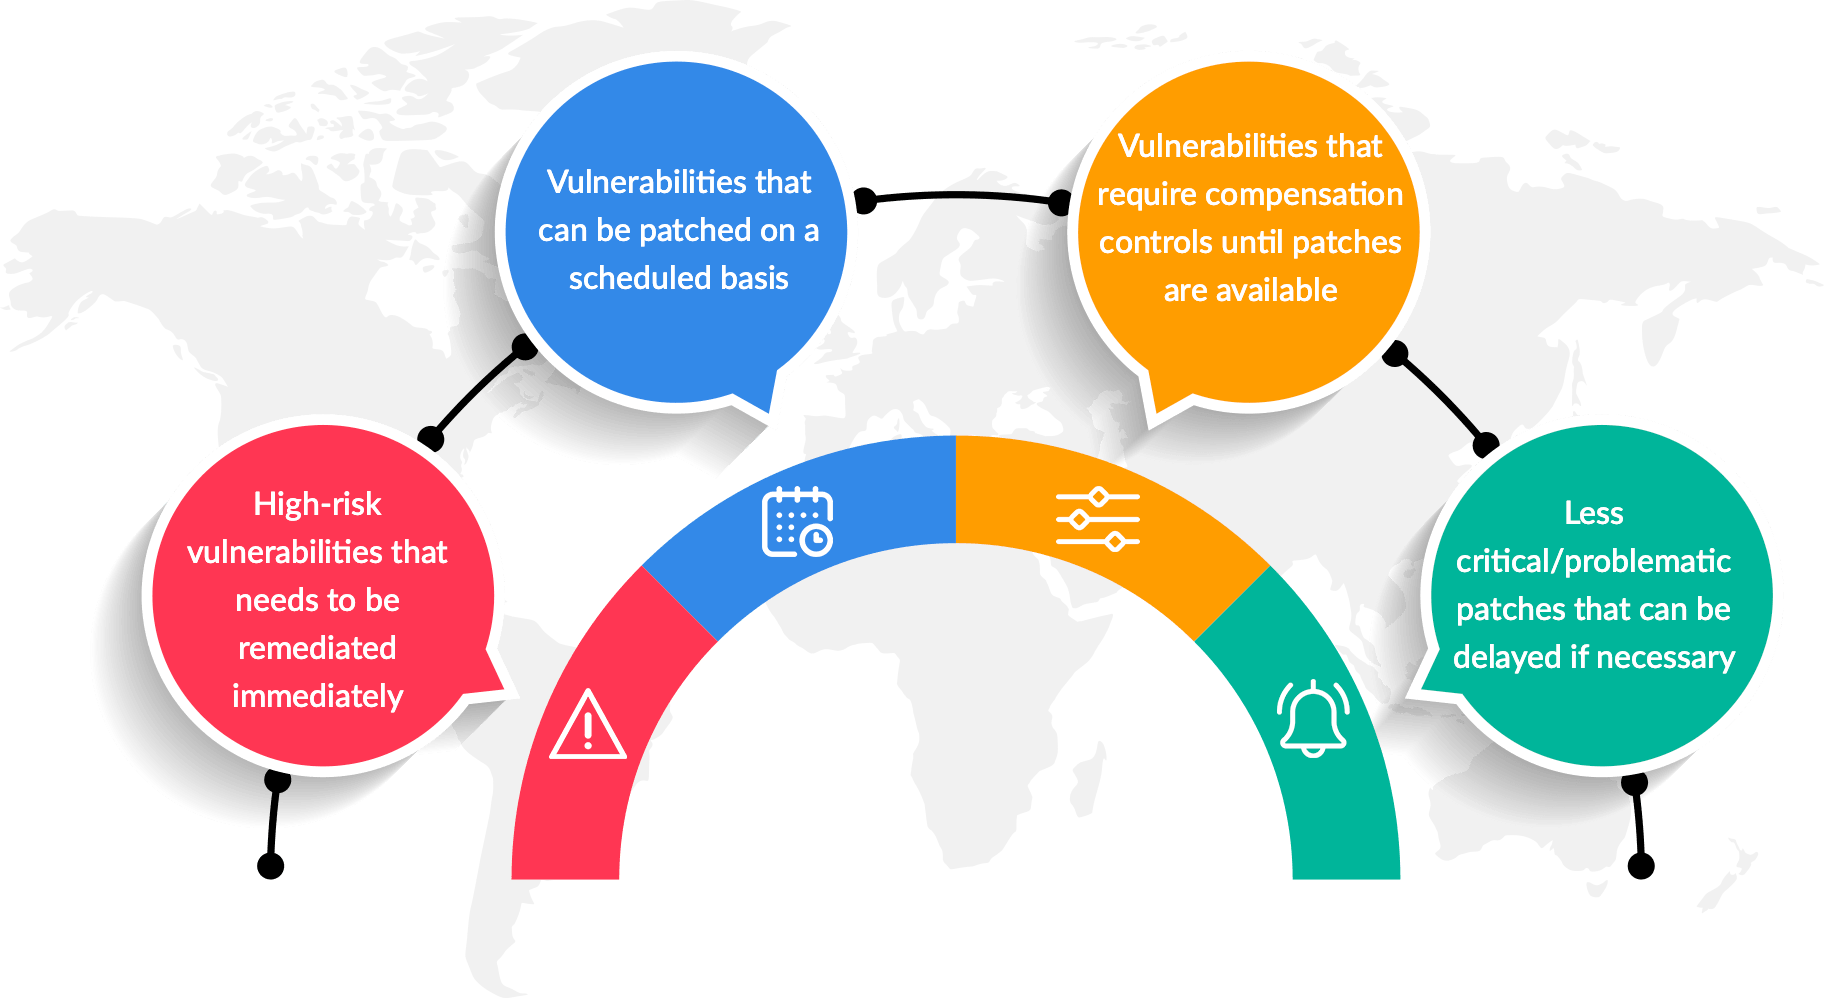 High-risk
vulnerabilities that
needs to be
remediated
immediately
Vulnerabilities that
can be patched on a
scheduled basis
Vulnerabilities that
require compensation
controls until patches
are available
Less
critical/problematic
patches that can be
delayed if necessary